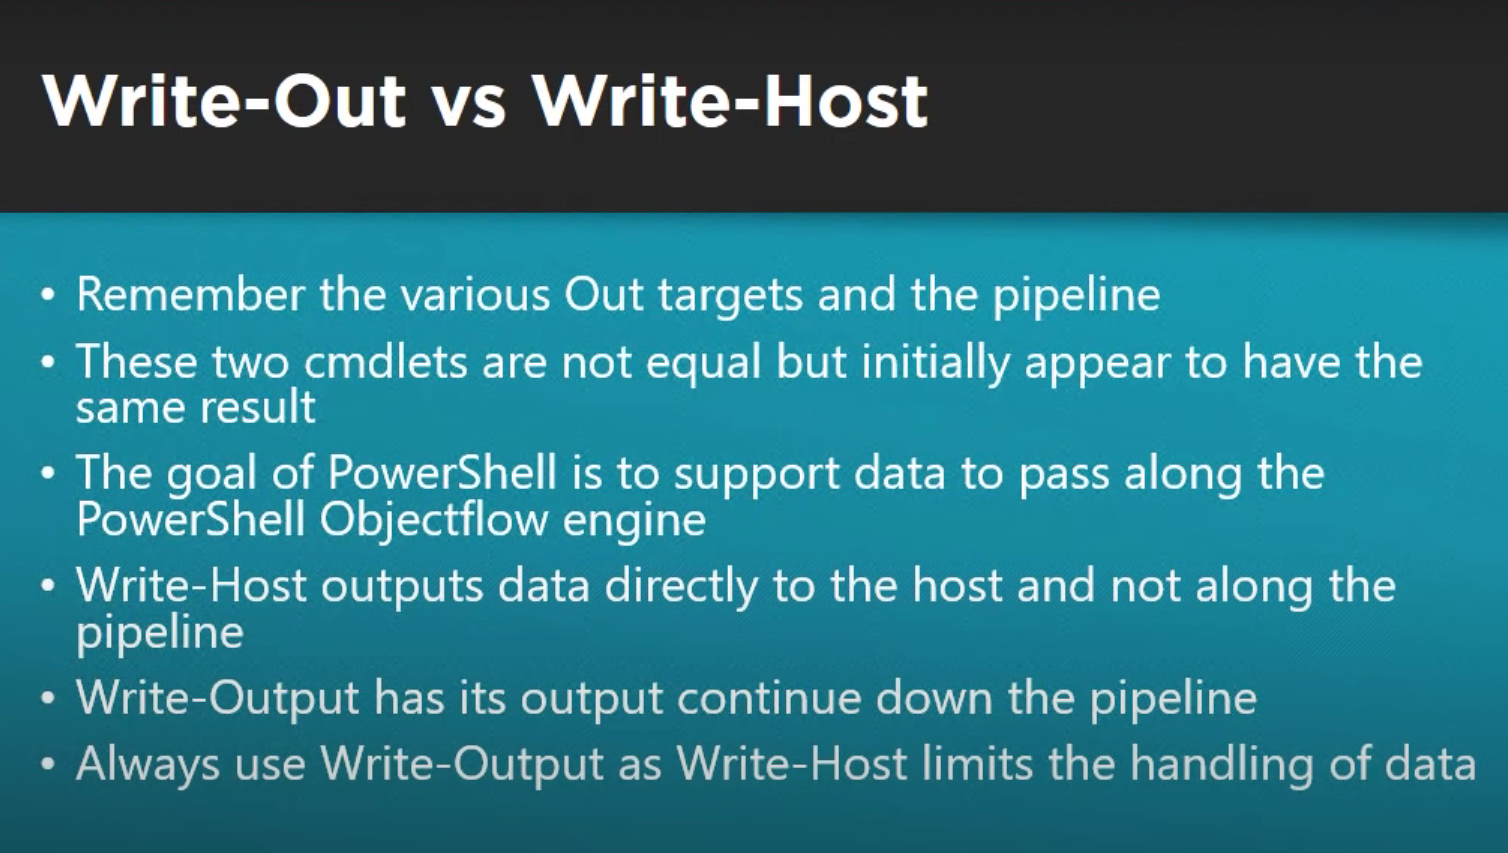 Write-Out vs Write-Host
• Remember the various Out targets and the pipeline
• These two cmdlets are not equal but initially appear to have the
same result
• The goal of PowerShell is to support data to pass along the
PowerShell Objectflow engine
• Write-Host outputs data directly to the host and not along the
pipeline
• Write-Output has its output continue down the pipeline
• Always use Write-Output as Write-Host limits the handling of data